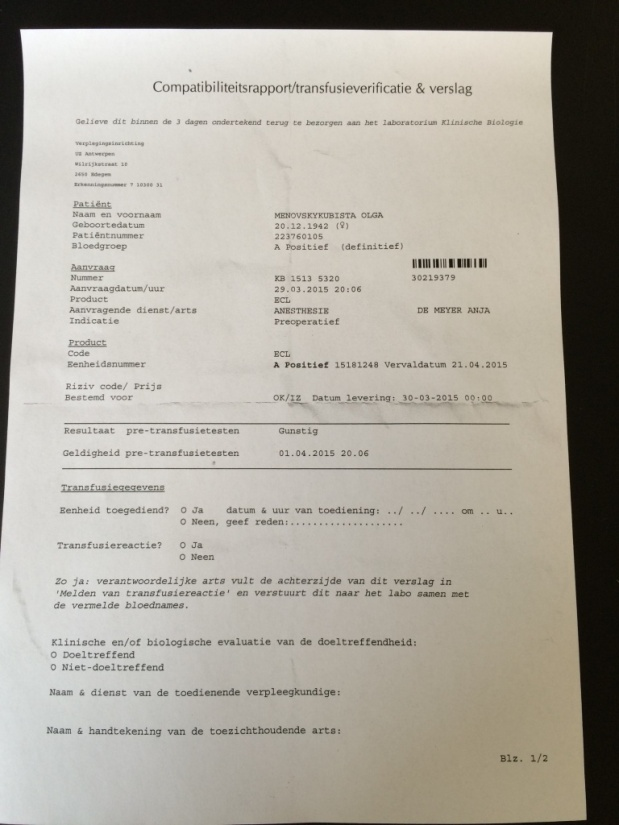 Compatibiliteitsrapport/transfusieverificatie & verslag
Gelieve dit binnen de 3 dagen ondertekend terug te bezorgen aan het laboratorium Klinische Biologie
Verplegingsinrichting
UZ Antwerpen
Wilrijkstraat 10
2650 Edegem
Erkenningsnummer 7 10300 31
Patiënt
Naam en voornaam MENOVSKYKUBISTA OLGA
Geboortedatum 20.12.1942 (♀)
Patiëntnummer 223760105
Bloedgroep A Positief (definitief)
Aanvraag
Nummer KB 1513 5320 30219379
Aanvraagdatum/uur 29.03.2015 20:06
Product ECL
Aanvragende dienst/arts ANESTHESIE DE MEYER ANJA
Indicatie Preoperatief
Product
Code ECL
Eenheidsnummer A Positief 15181248 Vervaldatum 21.04.2015
Riziv code/ Prijs
Bestemd voor OK/IZ Datum levering: 30-03-2015 00:00
Resultaat pre-transfusietesten Gunstig
Geldigheid pre-transfusietesten 01.04.2015 20.06
Transfusiegegevens
Eenheid toegediend? O Ja datum & uur van toediening: ../ ../ .... om .. u..
O Neen, geef reden:....................
Transfusiereactie? O Ja
O Neen
Zo ja: verantwoordelijke arts vult de achterzijde van dit verslag in
'Melden van transfusiereactie' en verstuurt dit naar het labo samen met
de vermelde bloednames.
Klinische en/of biologische evaluatie van de doeltreffendheid:
O Doeltreffend
O Niet-doeltreffend
Naam & dienst van de toedienende verpleegkundige:
Naam & handtekening van de toezichthoudende arts:
Blz. 1/2